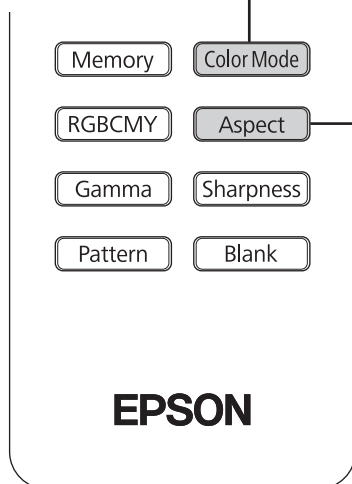 Memory Color Mode
RGBCMY Aspect
Gamma Sharpness
Pattern Blank
EPSON